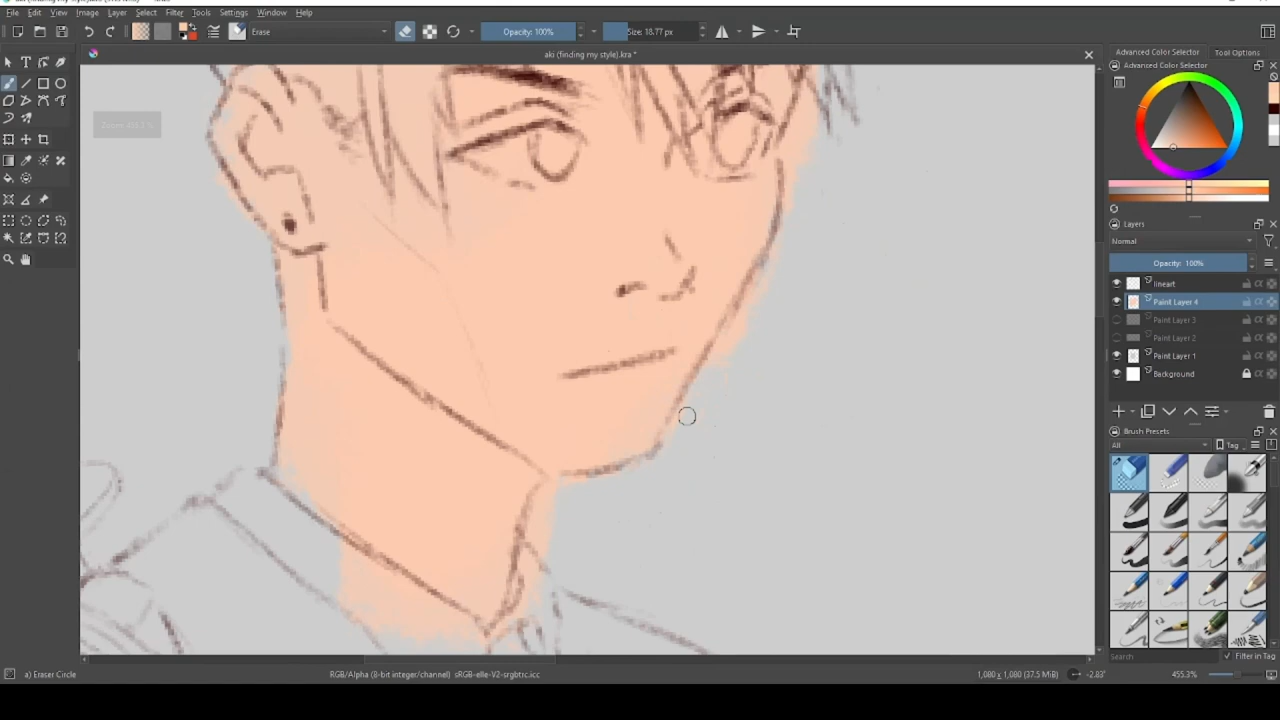 File Edit View Image Layer Select Filter Tools Settings Window Help
Erase
Opacity: 100%
Size: 18.77 px
aki (finding my style).kra *
Advanced Color Selector
Tool Options
Advanced Color Selector
Layers
Normal
Opacity: 100%
lineart
Paint Layer 4
Paint Layer 3
Paint Layer 2
Paint Layer 1
Background
Brush Presets
All
Tag
Search
Filter in Tag
a) Eraser Circle
RGB/Alpha (8-bit integer/channel) sRGB-elle-V2-srgbtrc.icc
1,080 x 1,080 (37.5 MiB)
-2.83°
455.3%